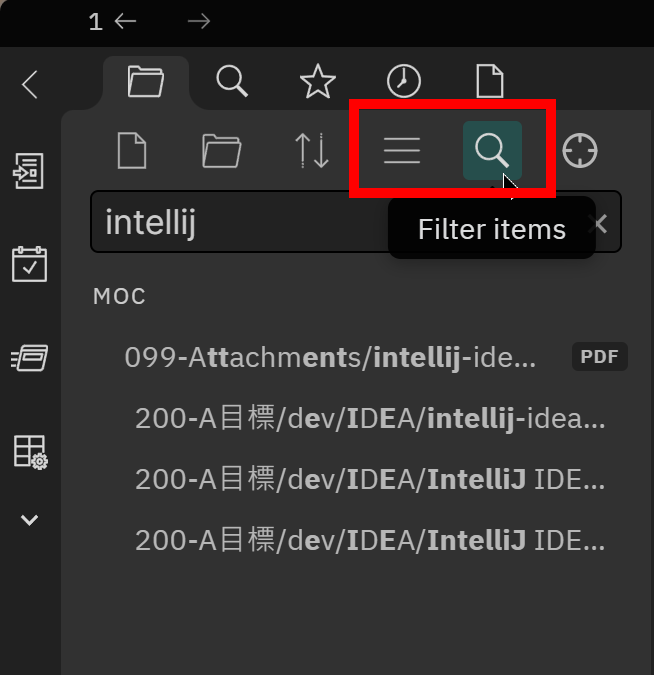 1
intellij
Filter items
MOC
099-Attachments/intellij-ide...
PDF
200-A目標/dev/IDEA/intellij-idea...
200-A目標/dev/IDEA/IntelliJ IDE...
200-A目標/dev/IDEA/IntelliJ IDE...